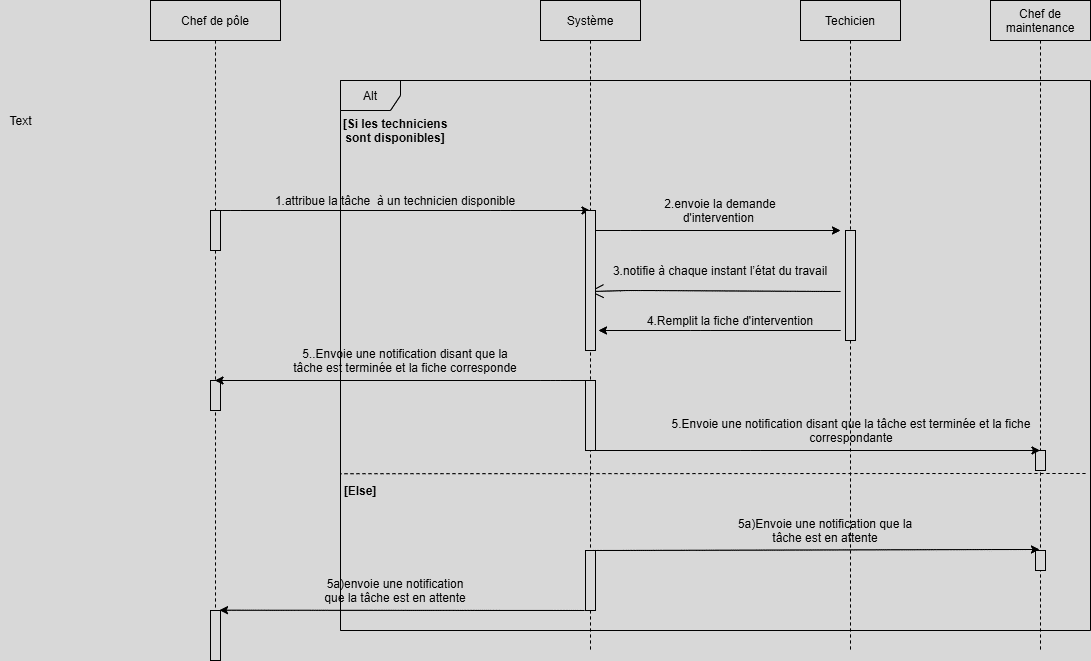 Chef de pôle
Système
Techicien
Chef de
maintenance
Alt
Text
[Si les techniciens
sont disponibles]
1.attribue la tâche à un technicien disponible
2.envoie la demande
d'intervention
3.notifie à chaque instant l'état du travail
4.Remplit la fiche d'intervention
5..Envoie une notification disant que la
tâche est terminée et la fiche corresponde
5.Envoie une notification disant que la tâche est terminée et la fiche
correspondante
[Else]
5a)Envoie une notification que la
tâche est en attente
5a)envoie une notification
que la tâche est en attente